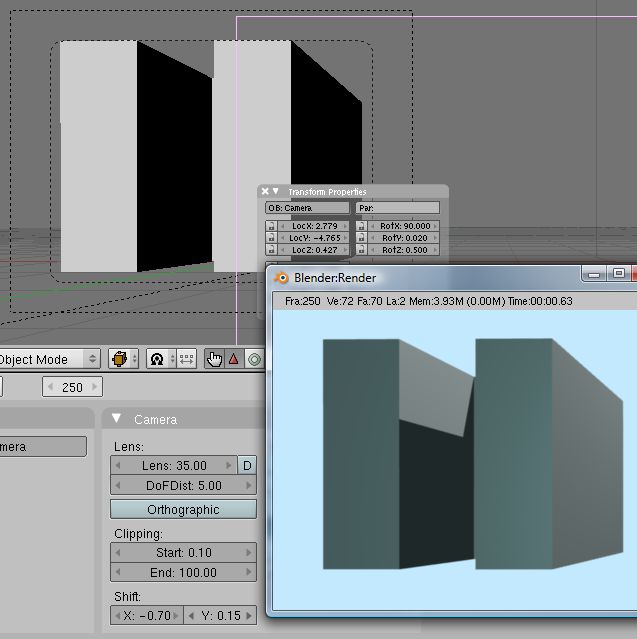 Transform Properties
OB: Camera Par:
LocX: 2.779 RotX: 90.000
LocY: -4.765 RotY: 0.020
LocZ: 0.427 RotZ: 0.500
Blender:Render
Fra:250 Ve:72 Fa:70 La:2 Mem:3.93M (0.00M) Time:00:00.63
Object Mode
250
Camera
mera
Lens:
Lens: 35.00 D
DoFDist: 5.00
Orthographic
Clipping:
Start: 0.10
End: 100.00
Shift:
X: -0.70 Y: 0.15